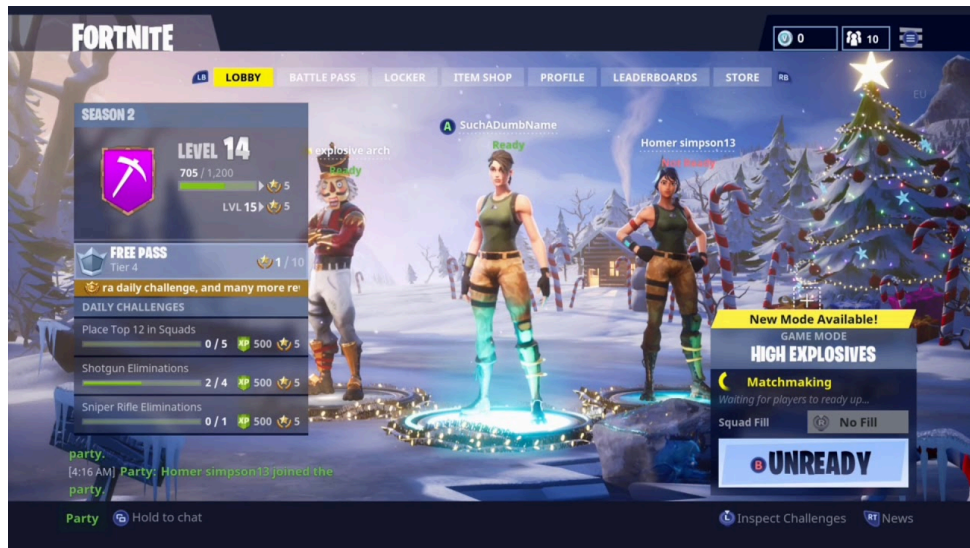 FORTNITE
0
10
LB LOBBY BATTLE PASS LOCKER ITEM SHOP PROFILE LEADERBOARDS STORE RB
EU
SEASON 2
LEVEL 14
705 / 1,200
5
LVL 15
5
FREE PASS
Tier 4
1 / 10
ra daily challenge, and many more re
DAILY CHALLENGES
Place Top 12 in Squads
0 / 5 XP 500 5
Shotgun Eliminations
2 / 4 XP 500 5
Sniper Rifle Eliminations
0 / 1 XP 500 5
explosive arch
Ready
A SuchADumbName
Ready
Homer simpson13
Not Ready
New Mode Available!
GAME MODE
HIGH EXPLOSIVES
Matchmaking
Waiting for players to ready up...
Squad Fill
No Fill
B UNREADY
party.
[4:16 AM] Party: Homer simpson13 joined the
party.
Party
Hold to chat
L Inspect Challenges
RT News